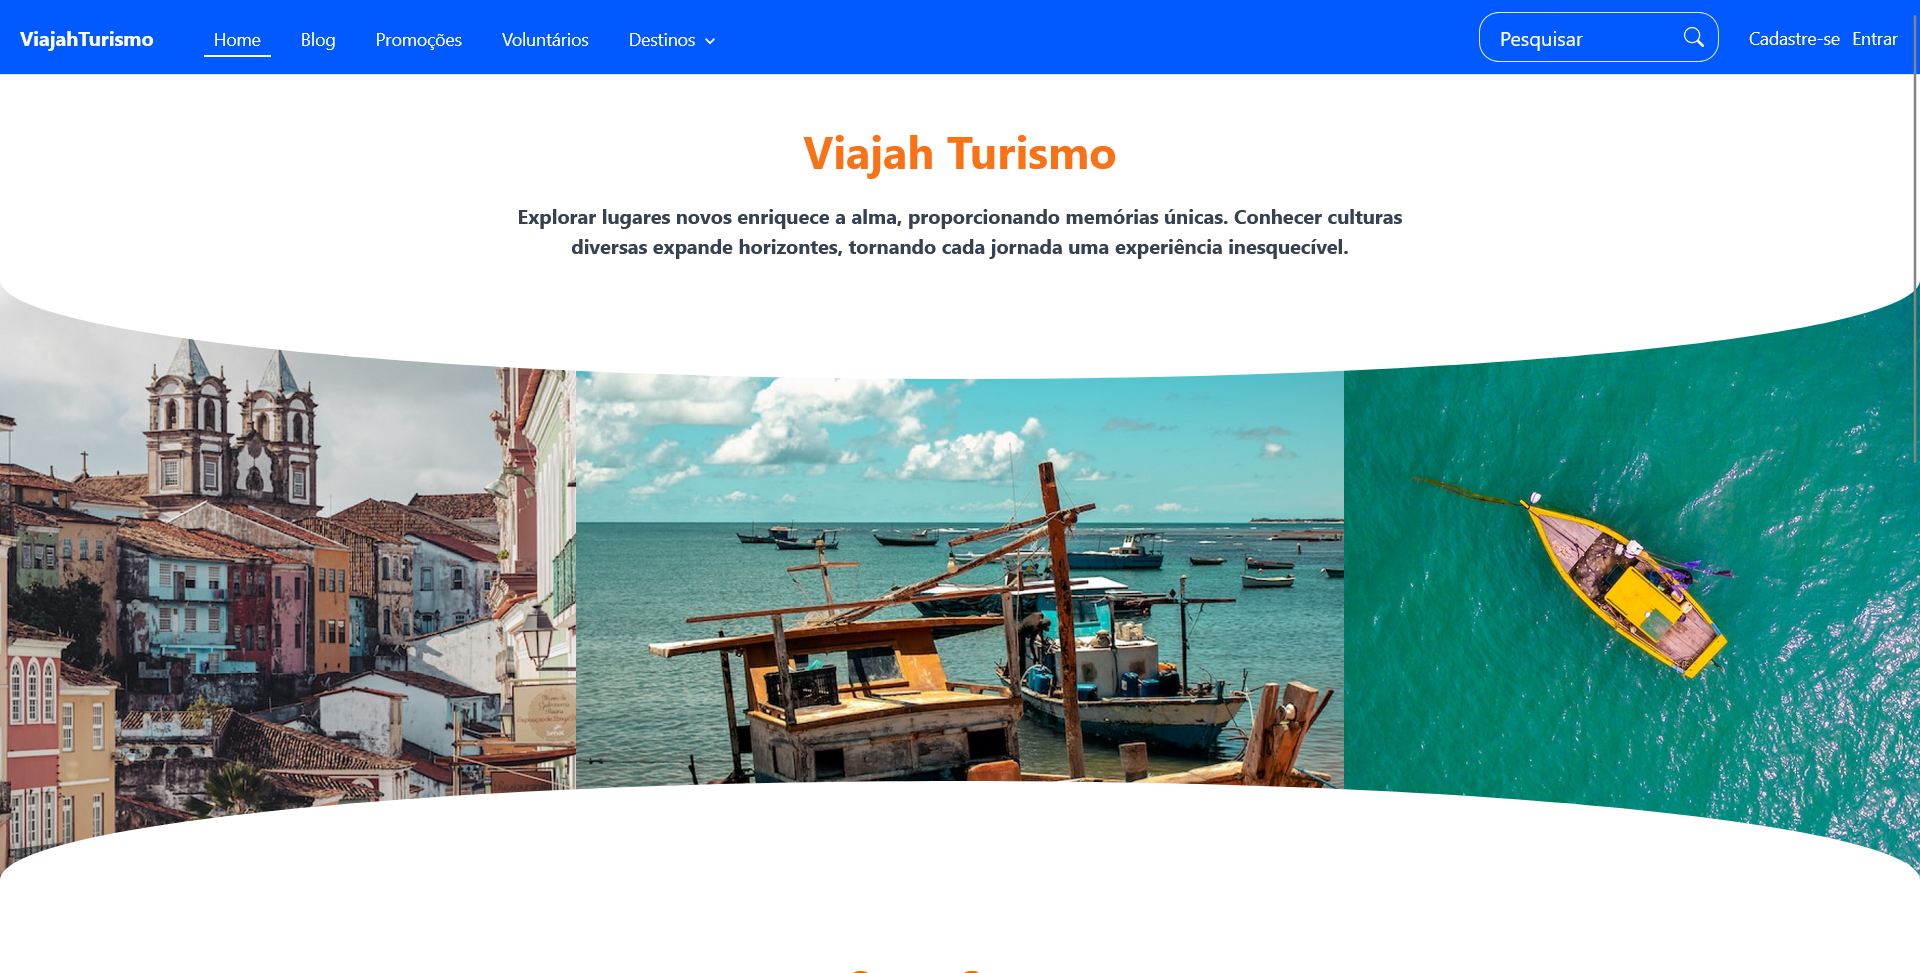 ViajahTurismo
Home
Blog
Promoções
Voluntários
Destinos
Pesquisar
Cadastre-se
Entrar
Viajah Turismo
Explorar lugares novos enriquece a alma, proporcionando memórias únicas. Conhecer culturas
diversas expande horizontes, tornando cada jornada uma experiência inesquecível.